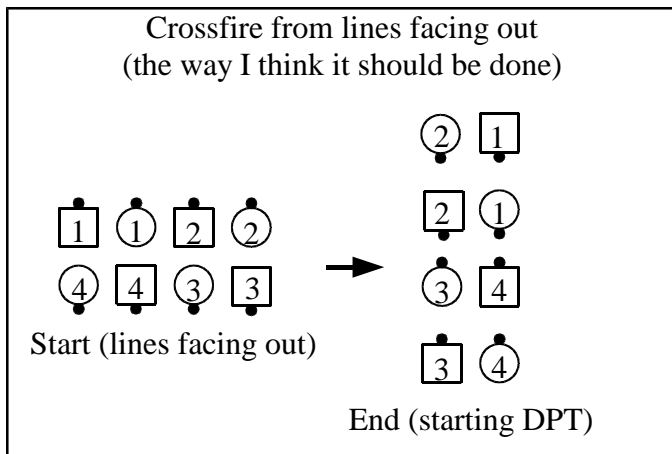 Crossfire from lines facing out
(the way I think it should be done)
2 1
2 1
1 1 2 2
4 4 3 3
3 4
3 4
Start (lines facing out)
End (starting DPT)